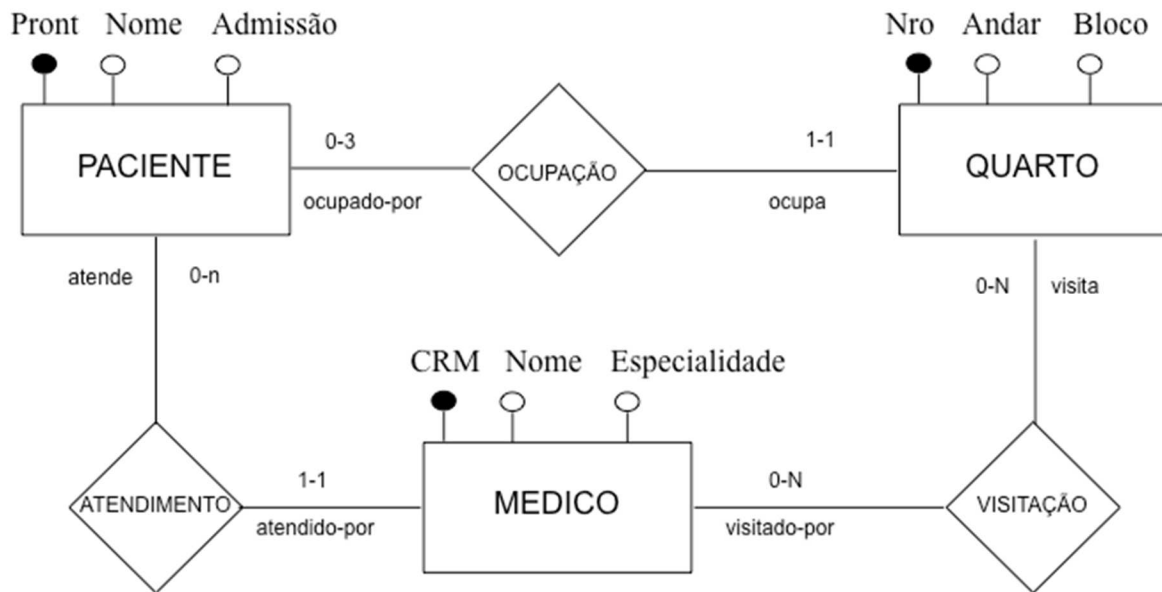 Pront Nome Admissão
Nro Andar Bloco
PACIENTE
0-3
ocupado-por
OCUPAÇÃO
1-1
ocupa
QUARTO
atende 0-n
0-N visita
CRM Nome Especialidade
ATENDIMENTO
1-1
atendido-por
MEDICO
0-N
visitado-por
VISITAÇÃO